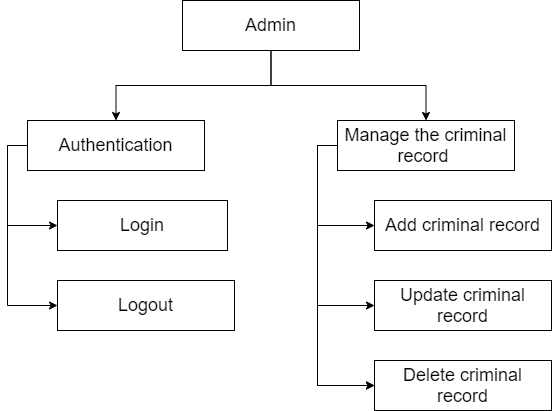 Admin
Authentication
Manage the criminal
record
Login
Add criminal record
Logout
Update criminal
record
Delete criminal
record